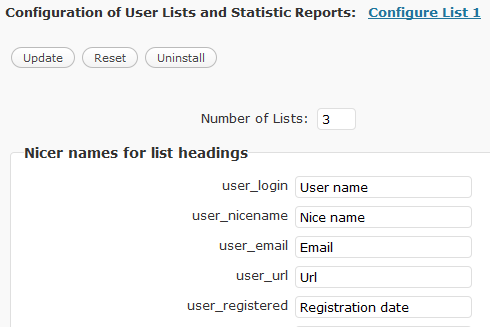 Configuration of User Lists and Statistic Reports: Configure List 1
Update Reset Uninstall
Number of Lists: 3
Nicer names for list headings
user_login User name
user_nicename Nice name
user_email Email
user_url Url
user_registered Registration date